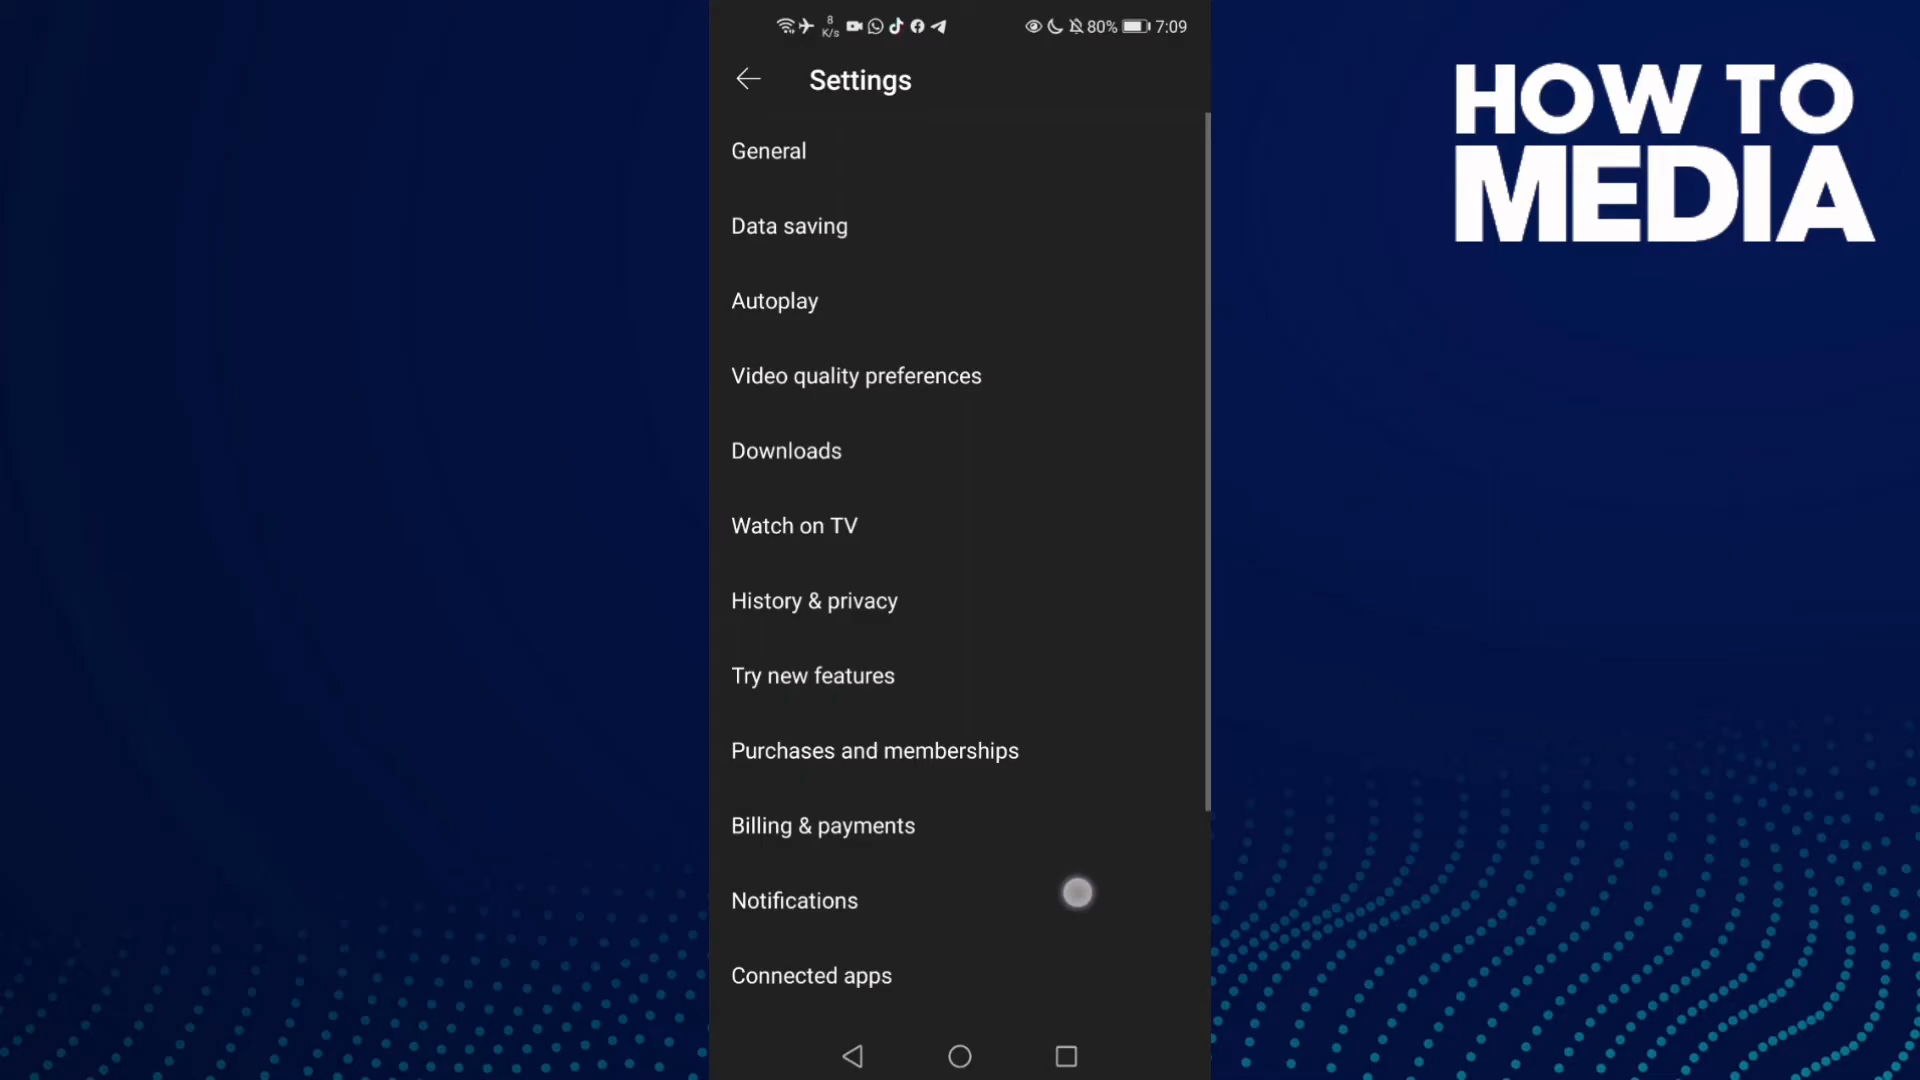 8
K/s
80%
7:09
Settings
HOW TO
MEDIA
General
Data saving
Autoplay
Video quality preferences
Downloads
Watch on TV
History & privacy
Try new features
Purchases and memberships
Billing & payments
Notifications
Connected apps